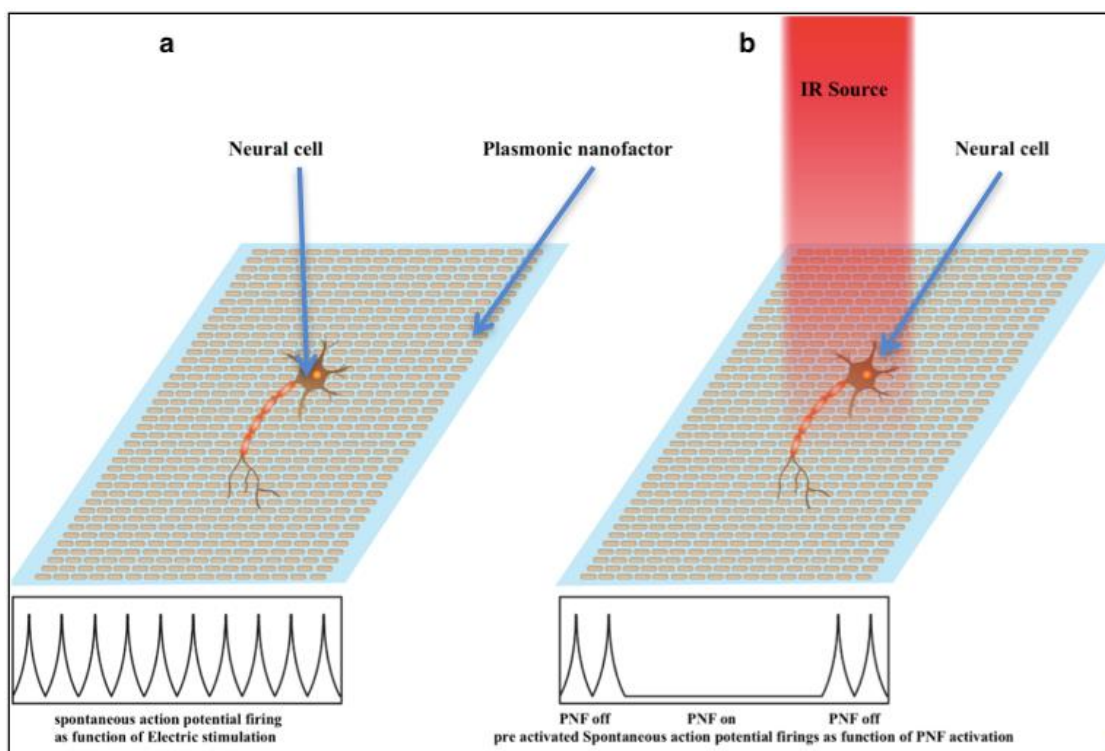 a
b
IR Source
Neural cell
Plasmonic nanofactor
Neural cell
spontaneous action potential firing
as function of Electric stimulation
PNF off
PNF on
PNF off
pre activated Spontaneous action potential firings as function of PNF activation